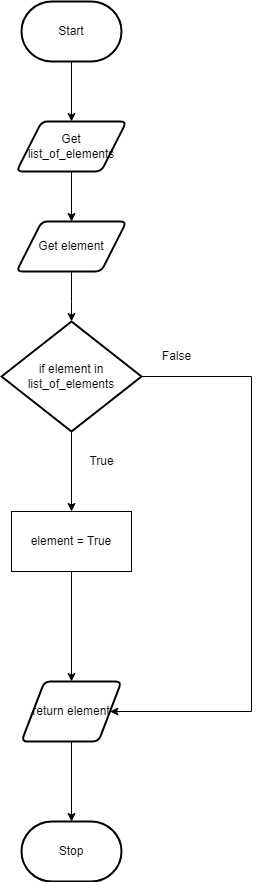 Start
Get
list_of_elements
Get element
if element in
list_of_elements
False
True
element = True
return element
Stop